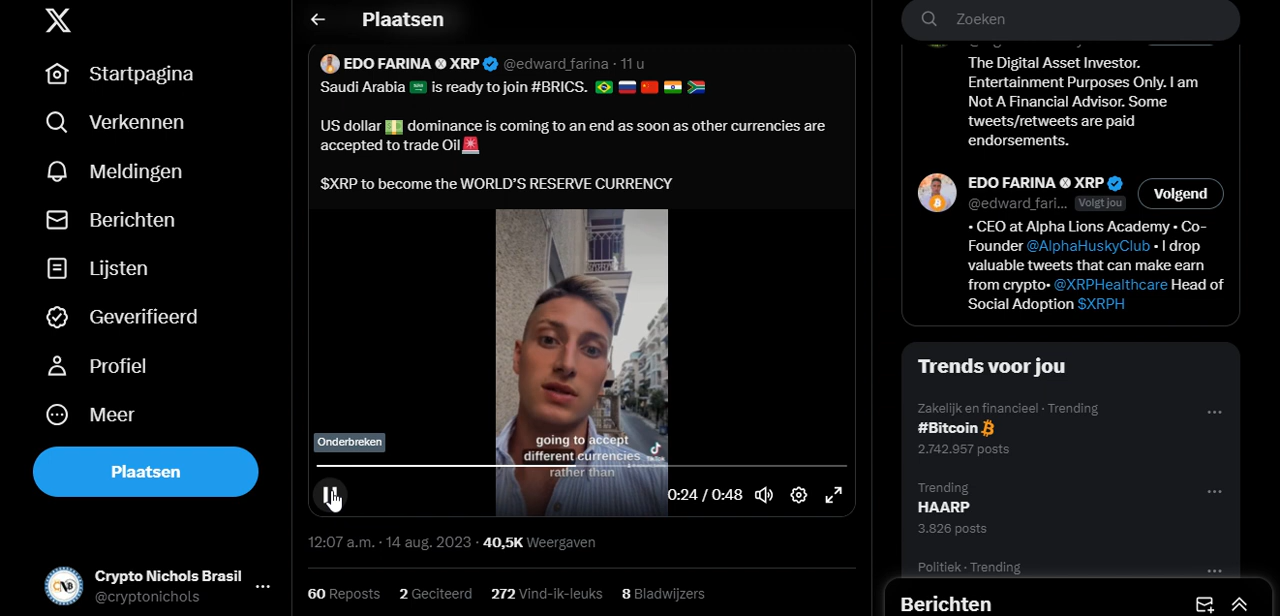 Startpagina
Verkennen
Meldingen
Berichten
Lijsten
Geverifieerd
Profiel
Meer
Plaatsen
Crypto Nichols Brasil
@cryptonichols
Plaatsen
EDO FARINA XRP @edward_farina · 11 u
Saudi Arabia 🇸🇦 is ready to join #BRICS. 🇧🇷 🇷🇺 🇨🇳 🇮🇳 🇿🇦
US dollar 💵 dominance is coming to an end as soon as other currencies are
accepted to trade Oil🚨
$XRP to become the WORLD'S RESERVE CURRENCY
going to accept
different currencies
rather than
Onderbreken
0:24 / 0:48
12:07 a.m. · 14 aug. 2023 · 40,5K Weergaven
60 Reposts 2 Geciteerd 272 Vind-ik-leuks 8 Bladwijzers
Zoeken
The Digital Asset Investor.
Entertainment Purposes Only. I am
Not A Financial Advisor. Some
tweets/retweets are paid
endorsements.
EDO FARINA XRP
@edward_fari... Volgt jou
Volgend
• CEO at Alpha Lions Academy • Co-
Founder @AlphaHuskyClub • I drop
valuable tweets that can make earn
from crypto• @XRPHealthcare Head of
Social Adoption $XRPH
Trends voor jou
Zakelijk en financieel · Trending
#Bitcoin
2.742.957 posts
Trending
HAARP
3.826 posts
Politiek · Trending
Berichten